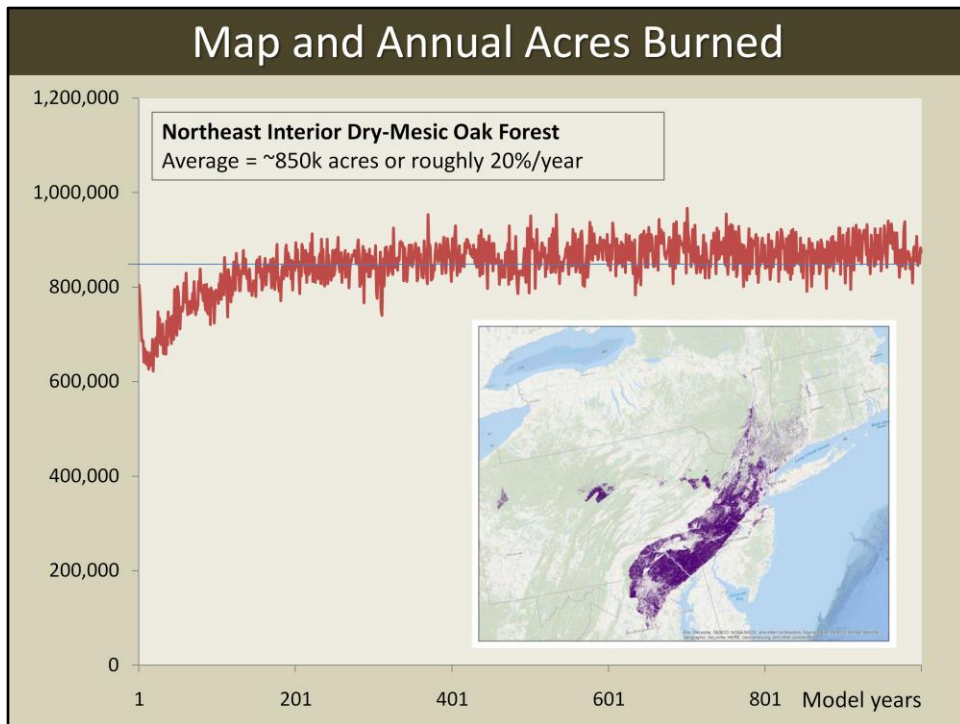 Map and Annual Acres Burned
1,200,000
Northeast Interior Dry-Mesic Oak Forest
Average = ~850k acres or roughly 20%/year
1,000,000
800,000
600,000
400,000
200,000
0
1 201 401 601 801 Model years